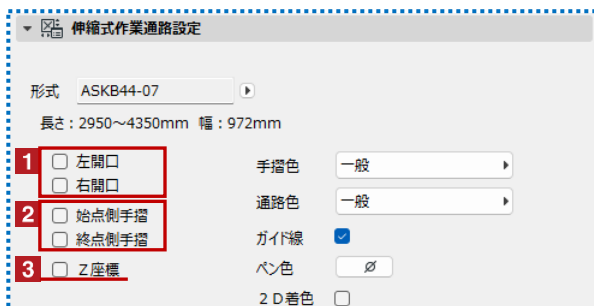 伸縮式作業通路設定
形式 ASKB44-07
長さ：2950～4350mm 幅：972mm
1 左開口 手摺色 一般
右開口
通路色 一般
2 始点側手摺
終点側手摺 ガイド線
3 Z座標 ペン色
2D着色